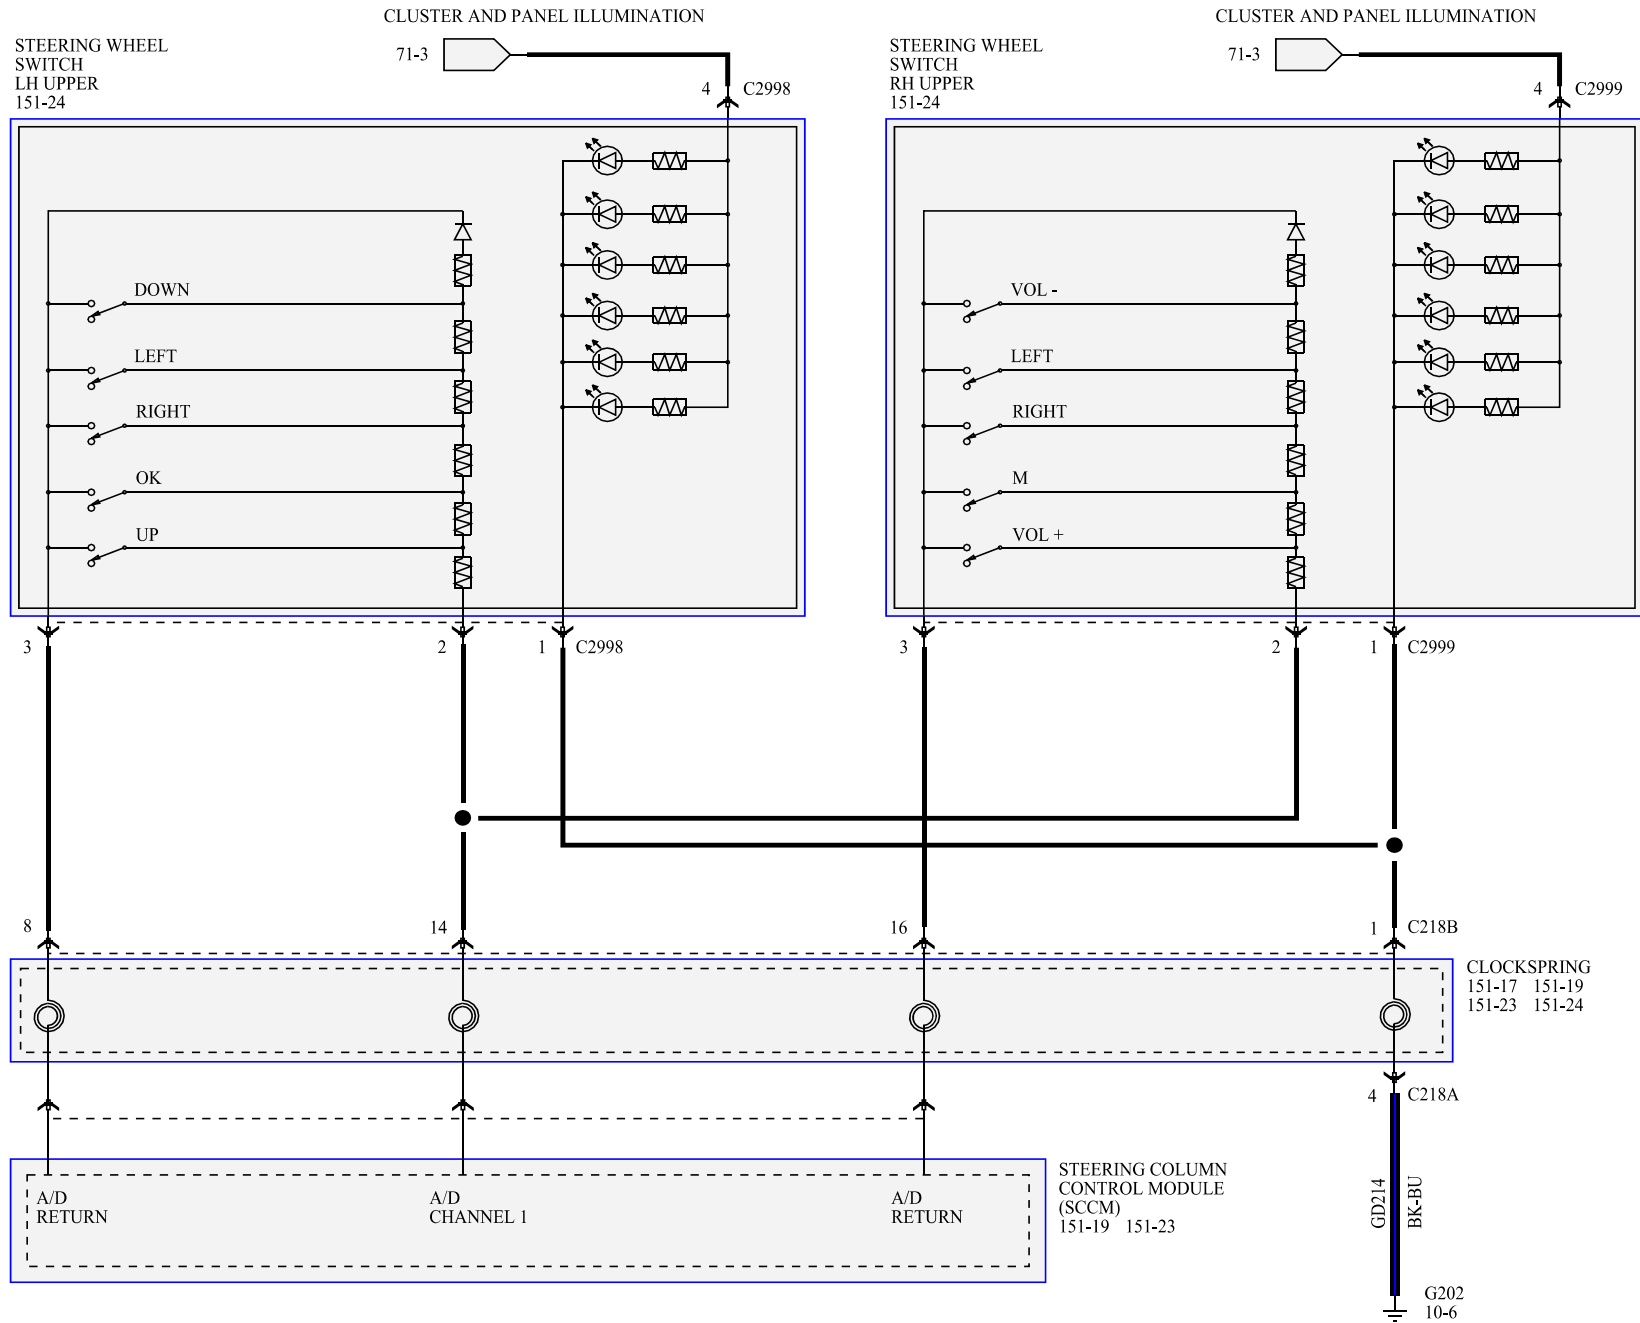 CLUSTER AND PANEL ILLUMINATION
CLUSTER AND PANEL ILLUMINATION
STEERING WHEEL
SWITCH
LH UPPER
151-24
71-3
4 C2998
STEERING WHEEL
SWITCH
RH UPPER
151-24
71-3
4 C2999
DOWN
LEFT
RIGHT
OK
UP
VOL -
LEFT
RIGHT
M
VOL +
3 2 1 C2998
3 2 1 C2999
8 14 16 1 C218B
CLOCKSPRING
151-17 151-19
151-23 151-24
4 C218A
A/D
RETURN
A/D
CHANNEL 1
A/D
RETURN
STEERING COLUMN
CONTROL MODULE
(SCCM)
151-19 151-23
GD214
BK-BU
G202
10-6